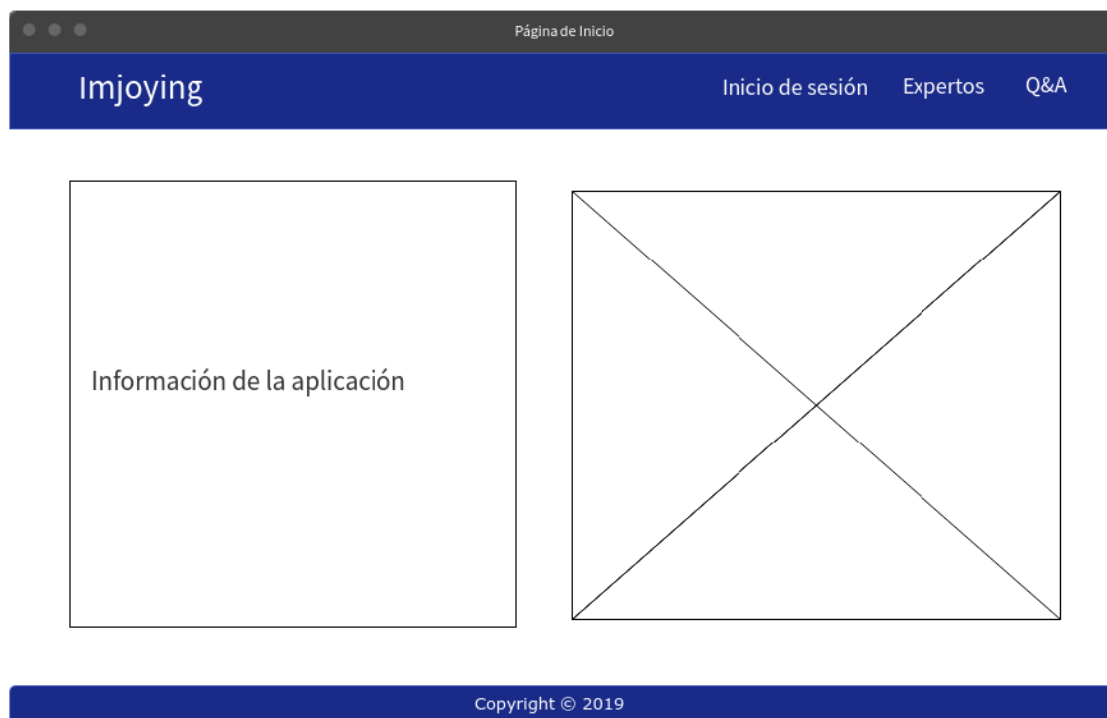 Página de Inicio
Imjoying
Inicio de sesión
Expertos
Q&A
Información de la aplicación
Copyright © 2019